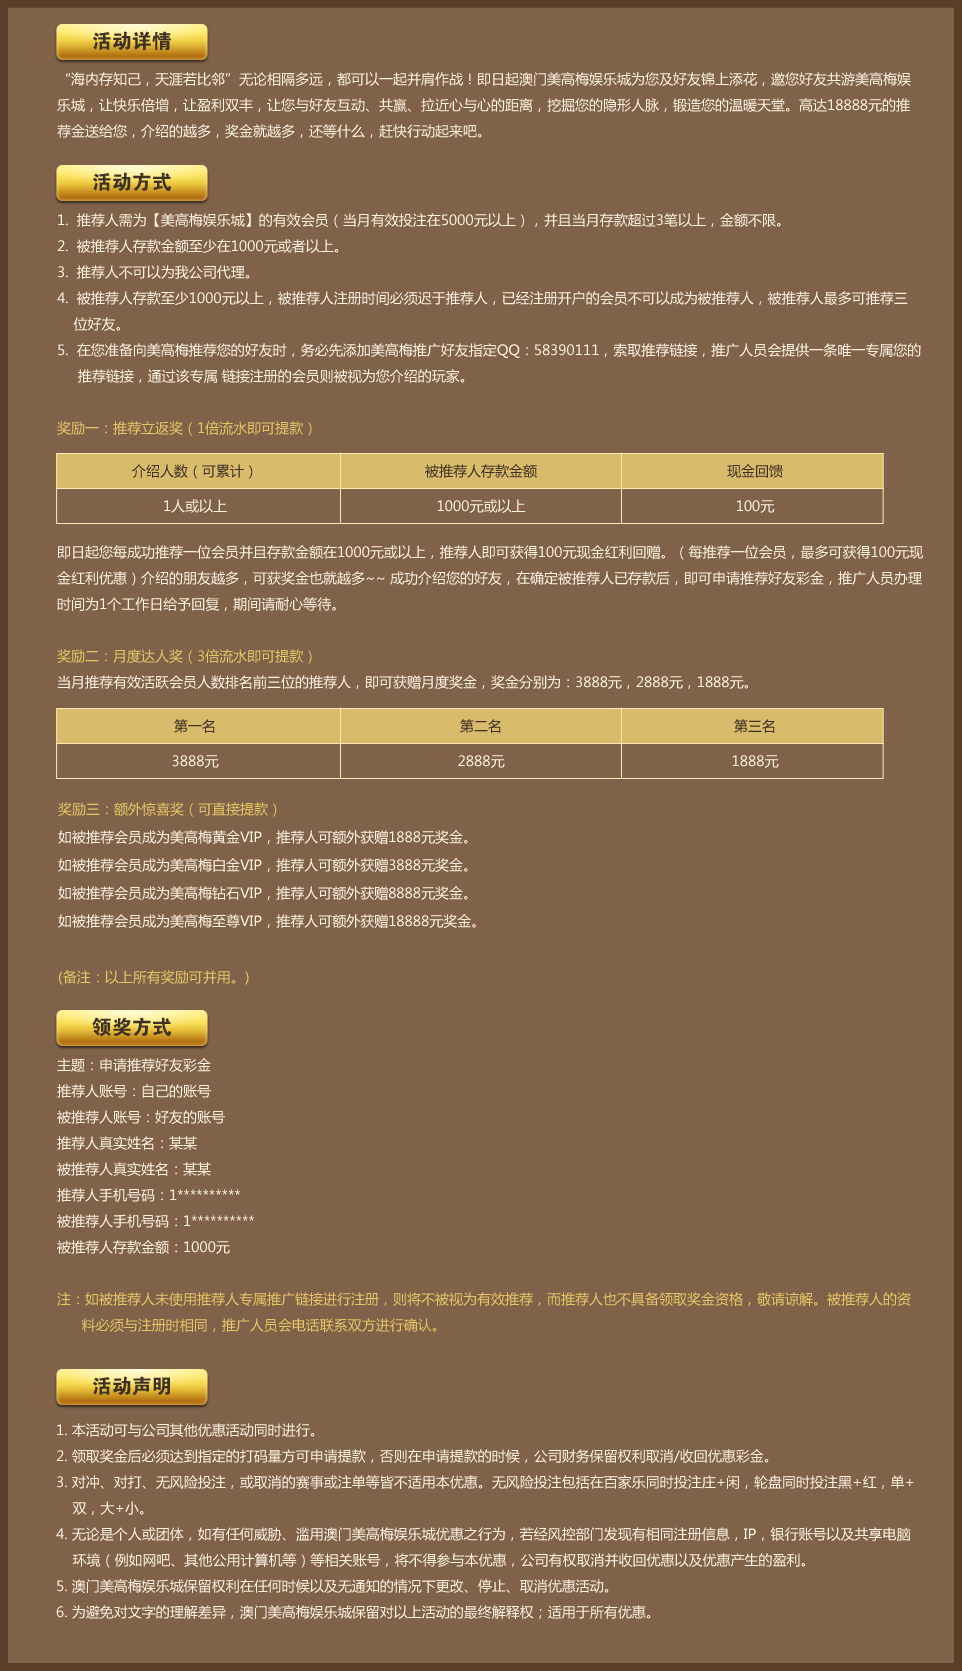 活动详情
“海内存知己，天涯若比邻”无论相隔多远，都可以一起并肩作战！即日起澳门美高梅娱乐城为您及好友锦上添花，邀您好友共游美高梅娱
乐城，让快乐倍增，让盈利双丰，让您与好友互动、共赢、拉近心与心的距离，挖掘您的隐形人脉，锻造您的温暖天堂。高达18888元的推
荐金送给您，介绍的越多，奖金就越多，还等什么，赶快行动起来吧。
活动方式
1. 推荐人需为【美高梅娱乐城】的有效会员（当月有效投注在5000元以上），并且当月存款超过3笔以上，金额不限。
2. 被推荐人存款金额至少在1000元或者以上。
3. 推荐人不可以为我公司代理。
4. 被推荐人存款至少1000元以上，被推荐人注册时间必须迟于推荐人，已经注册开户的会员不可以成为被推荐人，被推荐人最多可推荐三
位好友。
5. 在您准备向美高梅推荐您的好友时，务必先添加美高梅推广好友指定QQ：58390111，索取推荐链接，推广人员会提供一条唯一专属您的
推荐链接，通过该专属 链接注册的会员则被视为您介绍的玩家。
奖励一：推荐立返奖（1倍流水即可提款）
介绍人数（可累计） 被推荐人存款金额 现金回馈
1人或以上 1000元或以上 100元
即日起您每成功推荐一位会员并且存款金额在1000元或以上，推荐人即可获得100元现金红利回赠。（每推荐一位会员，最多可获得100元现
金红利优惠）介绍的朋友越多，可获奖金也就越多~~ 成功介绍您的好友，在确定被推荐人已存款后，即可申请推荐好友彩金，推广人员办理
时间为1个工作日给予回复，期间请耐心等待。
奖励二：月度达人奖（3倍流水即可提款）
当月推荐有效活跃会员人数排名前三位的推荐人，即可获赠月度奖金，奖金分别为：3888元，2888元，1888元。
第一名 第二名 第三名
3888元 2888元 1888元
奖励三：额外惊喜奖（可直接提款）
如被推荐会员成为美高梅黄金VIP，推荐人可额外获赠1888元奖金。
如被推荐会员成为美高梅白金VIP，推荐人可额外获赠3888元奖金。
如被推荐会员成为美高梅钻石VIP，推荐人可额外获赠8888元奖金。
如被推荐会员成为美高梅至尊VIP，推荐人可额外获赠18888元奖金。
(备注：以上所有奖励可并用。)
领奖方式
主题：申请推荐好友彩金
推荐人账号：自己的账号
被推荐人账号：好友的账号
推荐人真实姓名：某某
被推荐人真实姓名：某某
推荐人手机号码：1**********
被推荐人手机号码：1**********
被推荐人存款金额：1000元
注：如被推荐人未使用推荐人专属推广链接进行注册，则将不被视为有效推荐，而推荐人也不具备领取奖金资格，敬请谅解。被推荐人的资
料必须与注册时相同，推广人员会电话联系双方进行确认。
活动声明
1. 本活动可与公司其他优惠活动同时进行。
2. 领取奖金后必须达到指定的打码量方可申请提款，否则在申请提款的时候，公司财务保留权利取消/收回优惠彩金。
3. 对冲、对打、无风险投注，或取消的赛事或注单等皆不适用本优惠。无风险投注包括在百家乐同时投注庄+闲，轮盘同时投注黑+红，单+
双，大+小。
4. 无论是个人或团体，如有任何威胁、滥用澳门美高梅娱乐城优惠之行为，若经风控部门发现有相同注册信息，IP，银行账号以及共享电脑
环境（例如网吧、其他公用计算机等）等相关账号，将不得参与本优惠，公司有权取消并收回优惠以及优惠产生的盈利。
5. 澳门美高梅娱乐城保留权利在任何时候以及无通知的情况下更改、停止、取消优惠活动。
6. 为避免对文字的理解差异，澳门美高梅娱乐城保留对以上活动的最终解释权；适用于所有优惠。